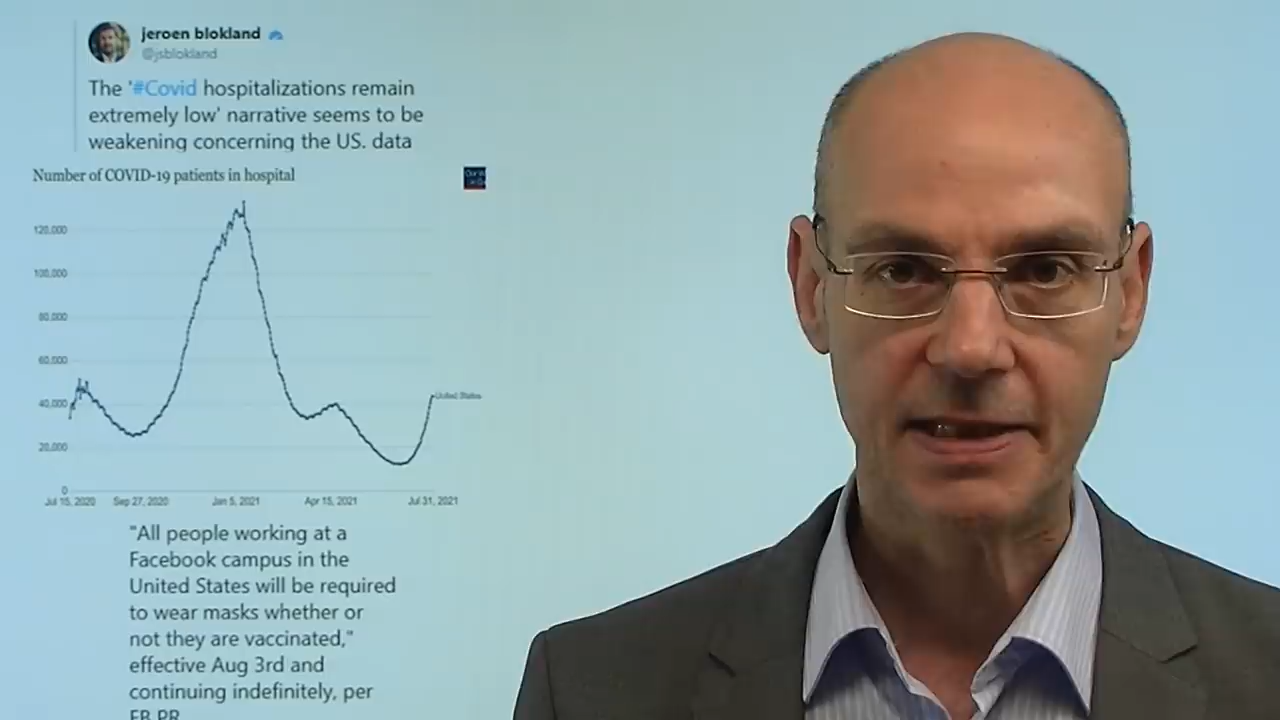 jeroen blokland
@jsblokland
The '#Covid hospitalizations remain
extremely low' narrative seems to be
weakening concerning the US. data
Number of COVID-19 patients in hospital
120,000
100,000
80,000
60,000
40,000
20,000
0
United States
Jul 15, 2020 Sep 27, 2020 Jan 5, 2021 Apr 15, 2021 Jul 31, 2021
"All people working at a
Facebook campus in the
United States will be required
to wear masks whether or
not they are vaccinated,"
effective Aug 3rd and
continuing indefinitely, per
FB PR